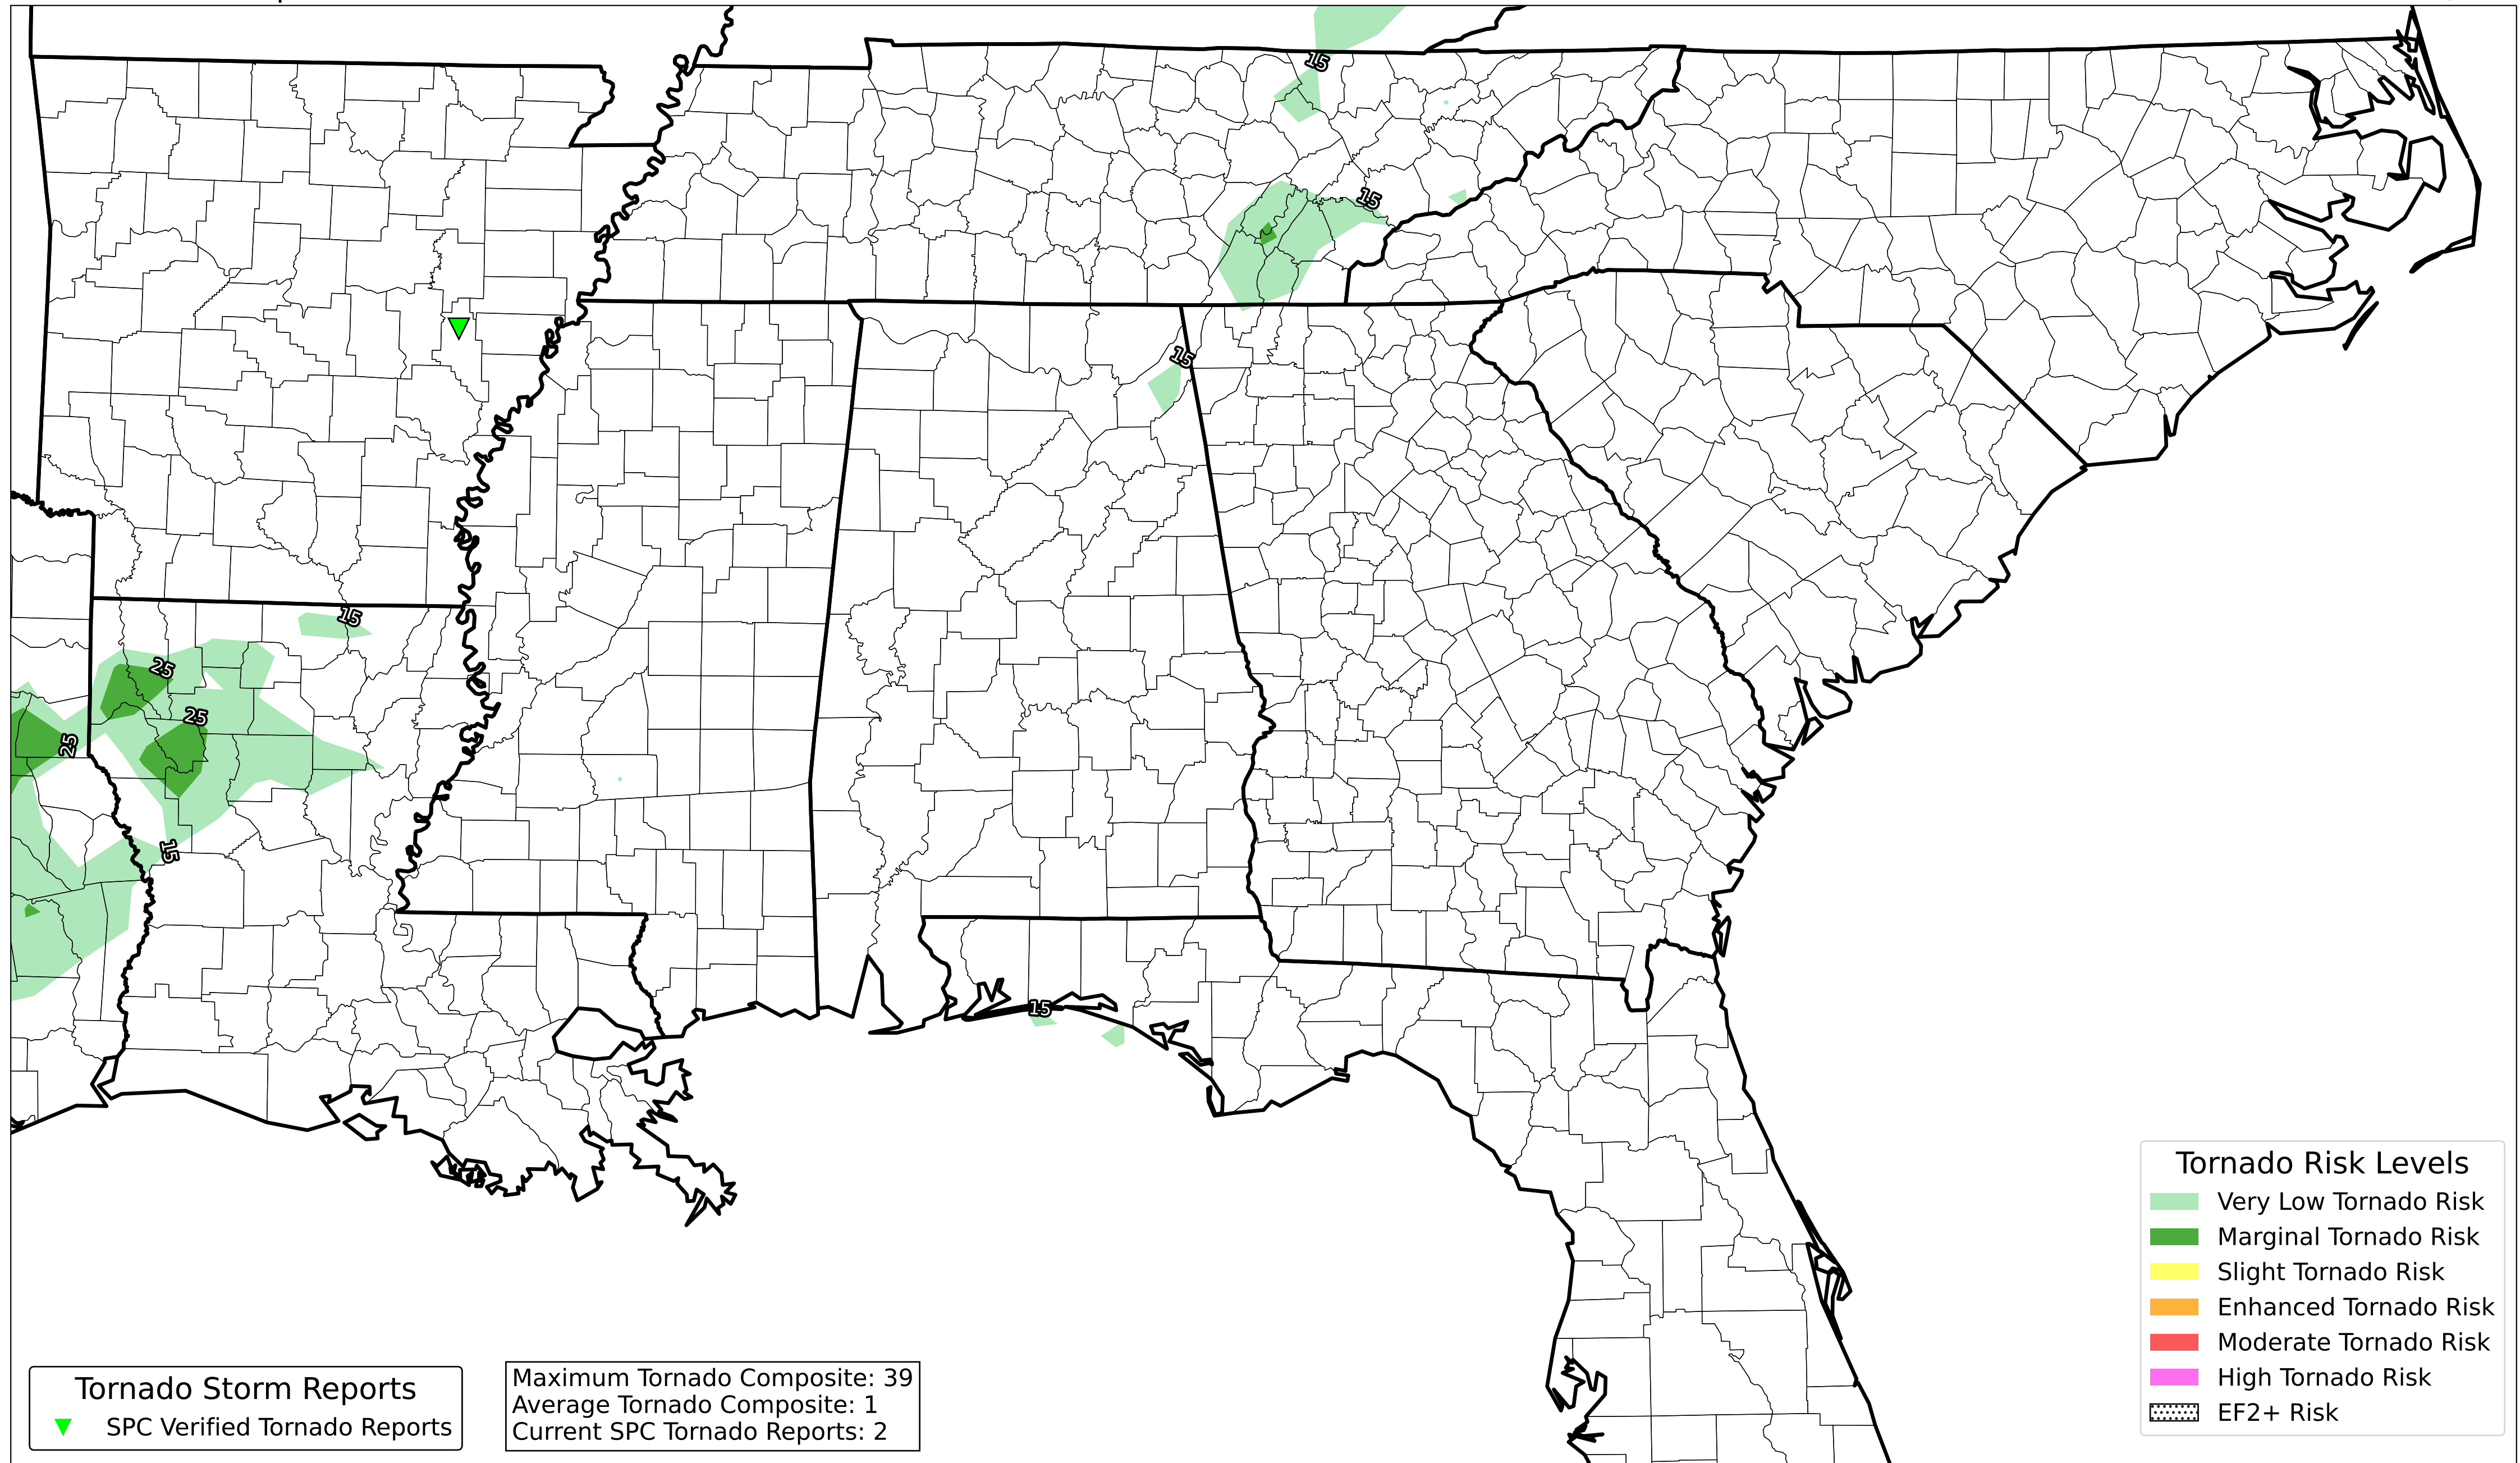 15
15
15
15
25
25
25
15
15
Tornado Risk Levels
Very Low Tornado Risk
Marginal Tornado Risk
Slight Tornado Risk
Enhanced Tornado Risk
Moderate Tornado Risk
High Tornado Risk
EF2+ Risk
Tornado Storm Reports
SPC Verified Tornado Reports
Maximum Tornado Composite: 39
Average Tornado Composite: 1
Current SPC Tornado Reports: 2